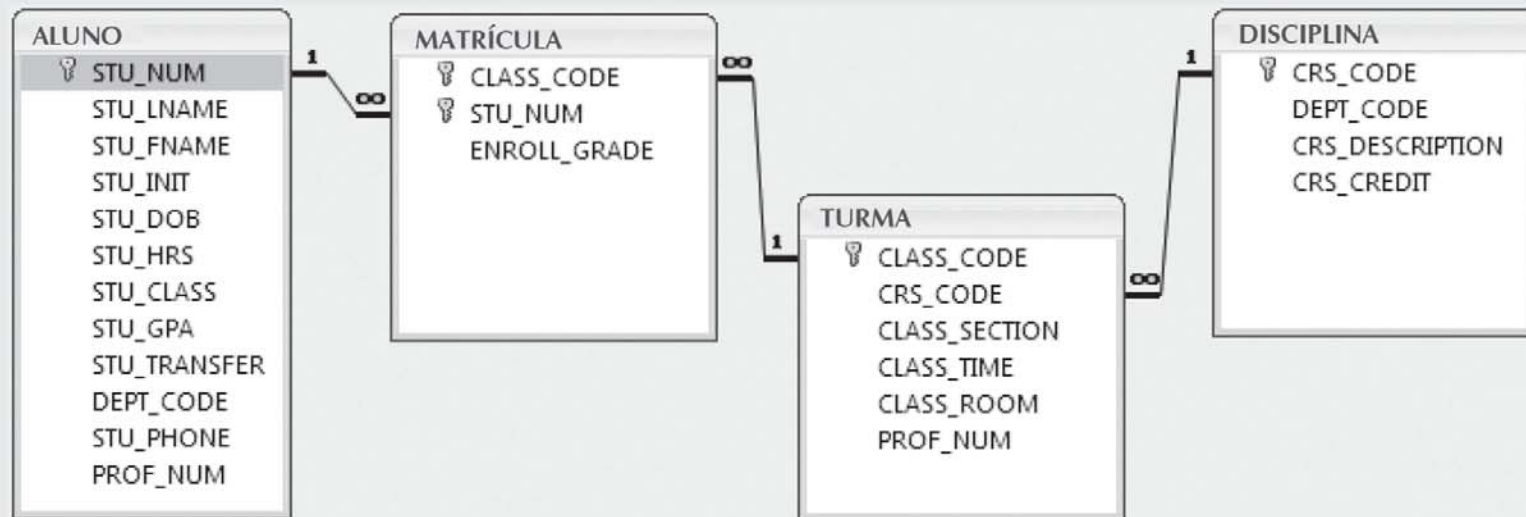 ALUNO
STU_NUM
STU_LNAME
STU_FNAME
STU_INIT
STU_DOB
STU_HRS
STU_CLASS
STU_GPA
STU_TRANSFER
DEPT_CODE
STU_PHONE
PROF_NUM
1
∞
MATRÍCULA
CLASS_CODE
STU_NUM
ENROLL_GRADE
∞
1
TURMA
CLASS_CODE
CRS_CODE
CLASS_SECTION
CLASS_TIME
CLASS_ROOM
PROF_NUM
∞
1
DISCIPLINA
CRS_CODE
DEPT_CODE
CRS_DESCRIPTION
CRS_CREDIT